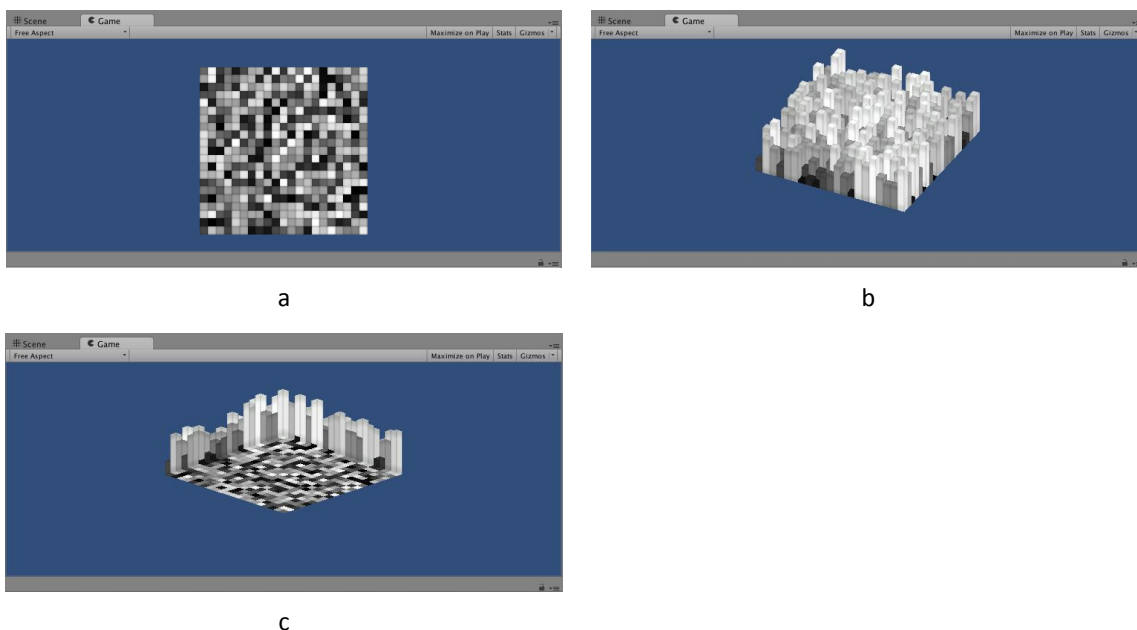 Scene Game
Free Aspect Maximize on Play Stats Gizmos
a
Scene Game
Free Aspect Maximize on Play Stats Gizmos
b
Scene Game
Free Aspect Maximize on Play Stats Gizmos
c